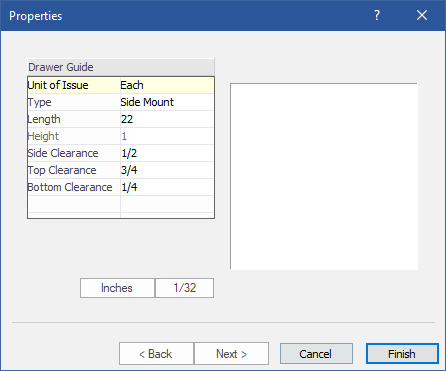 Properties ?
Drawer Guide
Unit of Issue Each
Type Side Mount
Length 22
Height 1
Side Clearance 1/2
Top Clearance 3/4
Bottom Clearance 1/4
Inches 1/32
< Back Next > Cancel Finish